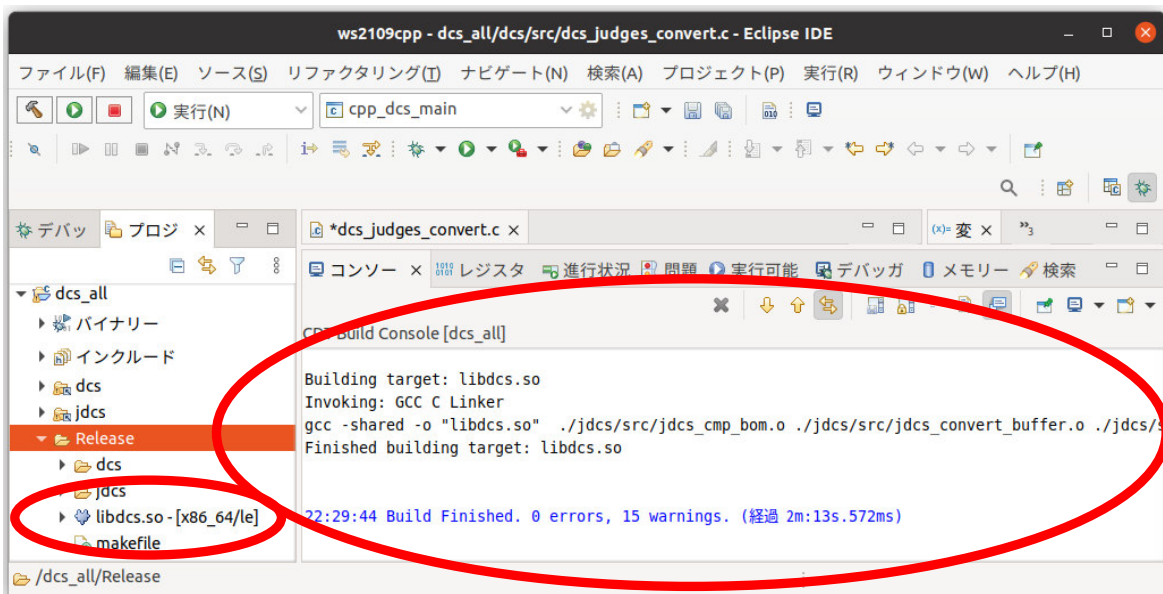 ws2109cpp - dcs_all/dcs/src/dcs_judges_convert.c - Eclipse IDE
ファイル(F) 編集(E) ソース(S) リファクタリング(T) ナビゲート(N) 検索(A) プロジェクト(P) 実行(R) ウィンドウ(W) ヘルプ(H)
実行(N) cpp_dcs_main
デバッ プロジ *dcs_judges_convert.c (x)= 変 »3
コンソー レジスタ 進行状況 問題 実行可能 デバッガ メモリー 検索
dcs_all
バイナリー
インクルード
dcs
jdcs
Release
dcs
jdcs
libdcs.so - [x86_64/le]
makefile
CDT Build Console [dcs_all]
Building target: libdcs.so
Invoking: GCC C Linker
gcc -shared -o "libdcs.so" ./jdcs/src/jdcs_cmp_bom.o ./jdcs/src/jdcs_convert_buffer.o ./jdcs/s
Finished building target: libdcs.so
22:29:44 Build Finished. 0 errors, 15 warnings. (経過 2m:13s.572ms)
/dcs_all/Release